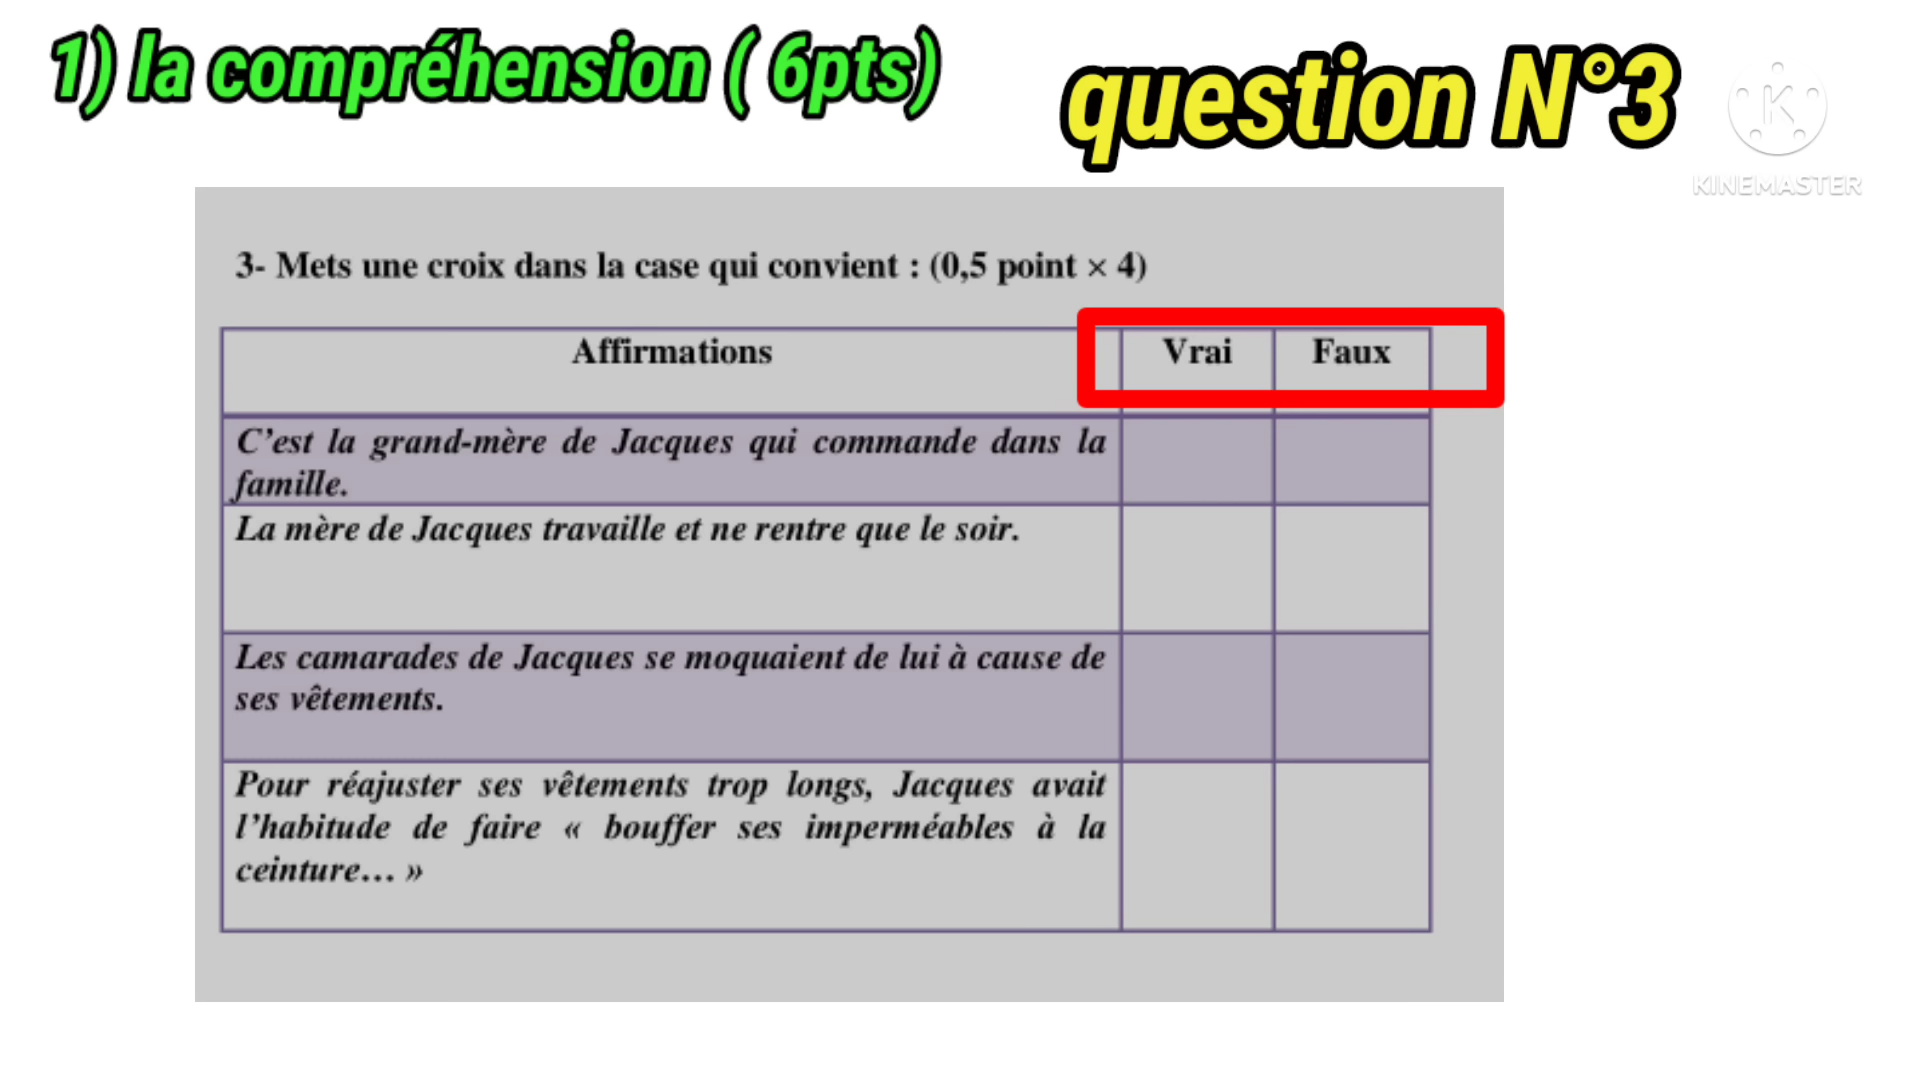 1) la compréhension ( 6pts)
question N°3
KINEMASTER
3- Mets une croix dans la case qui convient : (0,5 point × 4)
Affirmations Vrai Faux
C’est la grand-mère de Jacques qui commande dans la
famille.
La mère de Jacques travaille et ne rentre que le soir.
Les camarades de Jacques se moquaient de lui à cause de
ses vêtements.
Pour réajuster ses vêtements trop longs, Jacques avait
l’habitude de faire « bouffer ses imperméables à la
ceinture… »